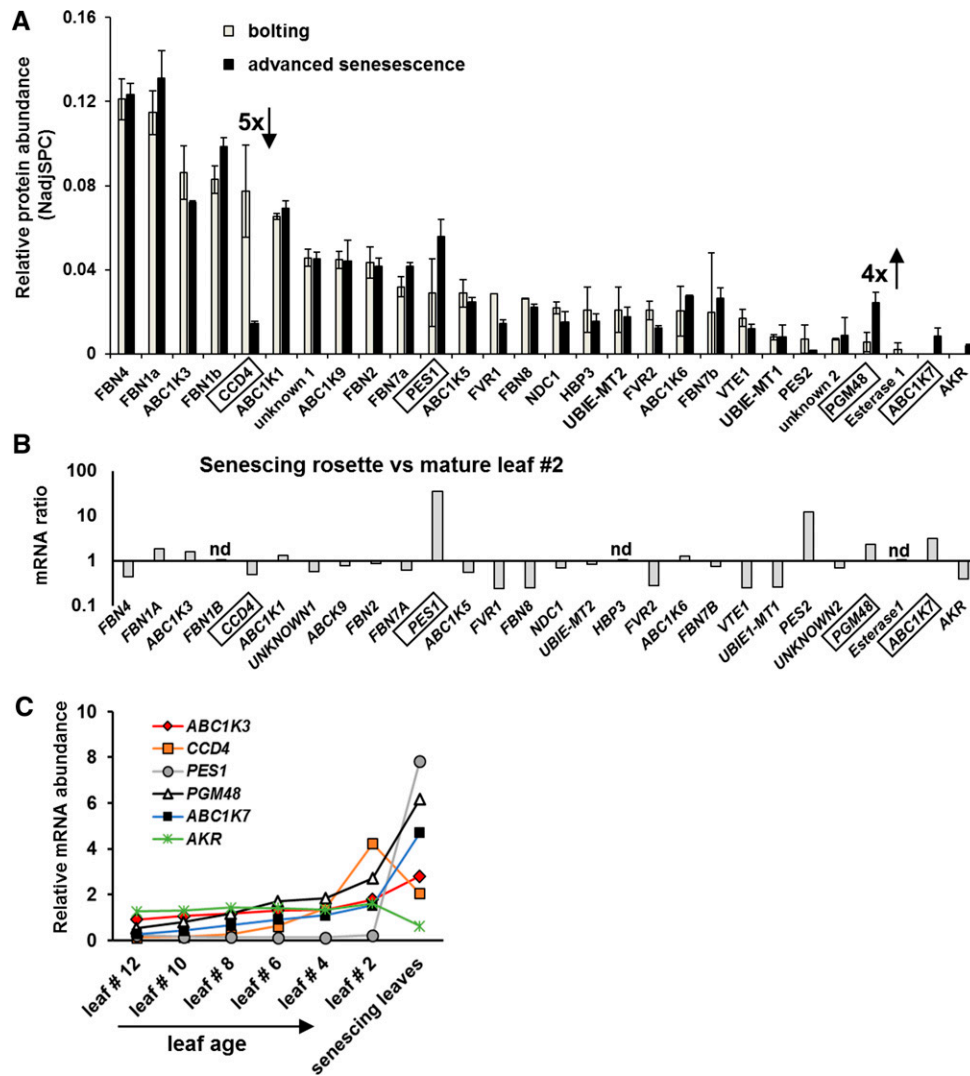 A
0.16
0.12
0.08
0.04
0
Relative protein abundance
(NadjSPC)
bolting
advanced senesescence
5x
4x
FBN4
FBN1a
ABC1K3
FBN1b
CCD4
ABC1K1
unknown 1
ABC1K9
FBN2
FBN7a
PES1
ABC1K5
FVR1
FBN8
NDC1
HBP3
UBIE-MT2
FVR2
ABC1K6
FBN7b
VTE1
UBIE-MT1
PES2
unknown 2
PGM48
Esterase 1
ABC1K7
AKR
B
Senescing rosette vs mature leaf #2
mRNA ratio
100
10
1
0.1
nd
nd
nd
FBN4
FBN1A
ABC1K3
FBN1B
CCD4
ABC1K1
UNKNOWN1
ABCK9
FBN2
FBN7A
PES1
ABC1K5
FVR1
FBN8
NDC1
UBIE-MT2
HBP3
FVR2
ABC1K6
FBN7B
VTE1
UBIE1-MT1
PES2
UNKNOWN2
PGM48
Esterase1
ABC1K7
AKR
C
Relative mRNA abundance
10
8
6
4
2
0
ABC1K3
CCD4
PES1
PGM48
ABC1K7
AKR
leaf # 12
leaf # 10
leaf # 8
leaf # 6
leaf # 4
leaf # 2
senescing leaves
leaf age